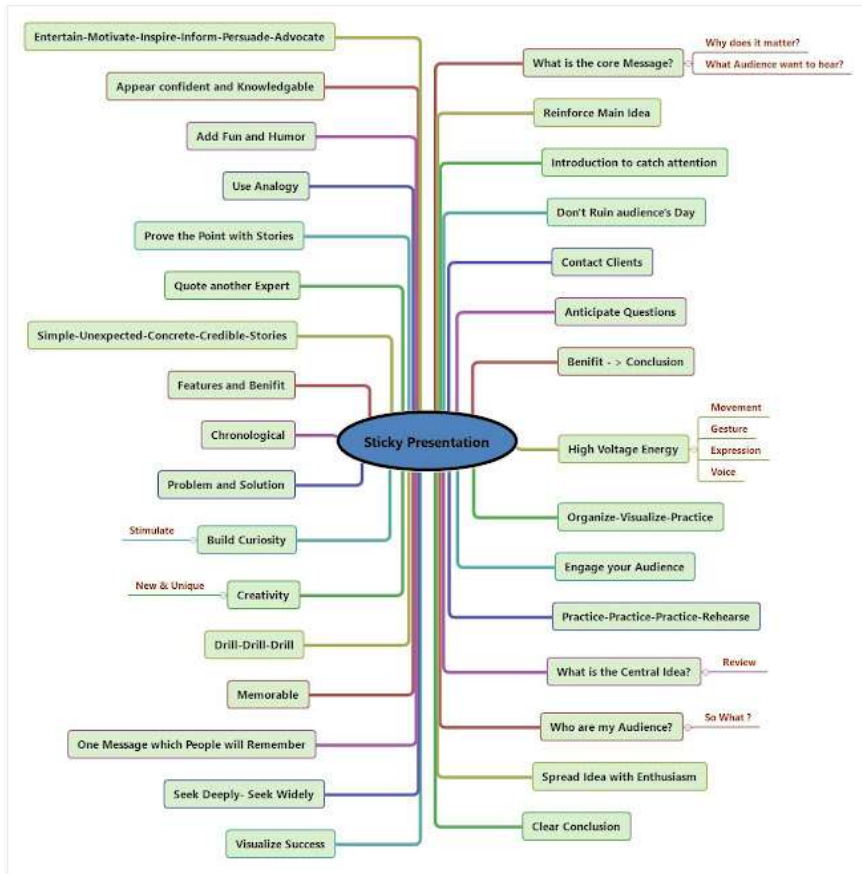 Sticky Presentation
What is the core Message?
Why does it matter?
What Audience want to hear?
Reinforce Main Idea
Introduction to catch attention
Don't Ruin audience's Day
Contact Clients
Anticipate Questions
Benifit - > Conclusion
High Voltage Energy
Movement
Gesture
Expression
Voice
Organize-Visualize-Practice
Engage your Audience
Practice-Practice-Practice-Rehearse
What is the Central Idea?
Review
Who are my Audience?
So What ?
Spread Idea with Enthusiasm
Clear Conclusion
Entertain-Motivate-Inspire-Inform-Persuade-Advocate
Appear confident and Knowledgable
Add Fun and Humor
Use Analogy
Prove the Point with Stories
Quote another Expert
Simple-Unexpected-Concrete-Credible-Stories
Features and Benifit
Chronological
Problem and Solution
Build Curiosity
Stimulate
Creativity
New & Unique
Drill-Drill-Drill
Memorable
One Message which People will Remember
Seek Deeply- Seek Widely
Visualize Success